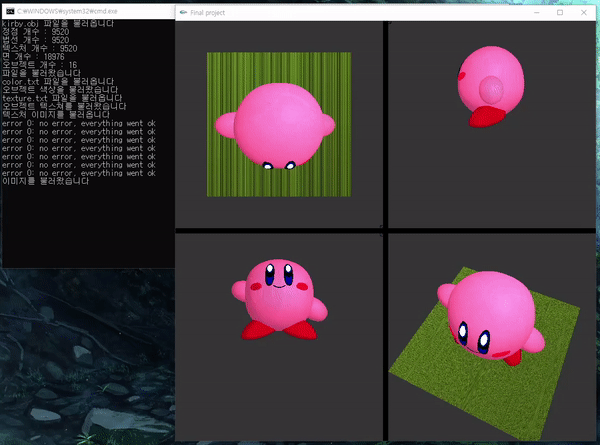 C:\WINDOWS\system32\cmd.exe
kirby.obj 파일을 불러옵니다
정점 개수 : 9520
법선 개수 : 9520
텍스처 개수 : 9520
면 개수 : 18976
오브젝트 개수 : 16
파일을 불러왔습니다
color.txt 파일을 불러옵니다
오브젝트 색상을 불러왔습니다
texture.txt 파일을 불러옵니다
오브젝트 텍스쳐를 불러왔습니다
텍스쳐 이미지를 불러옵니다
error 0: no error, everything went ok
error 0: no error, everything went ok
error 0: no error, everything went ok
error 0: no error, everything went ok
error 0: no error, everything went ok
error 0: no error, everything went ok
error 0: no error, everything went ok
이미지를 불러왔습니다
Final project